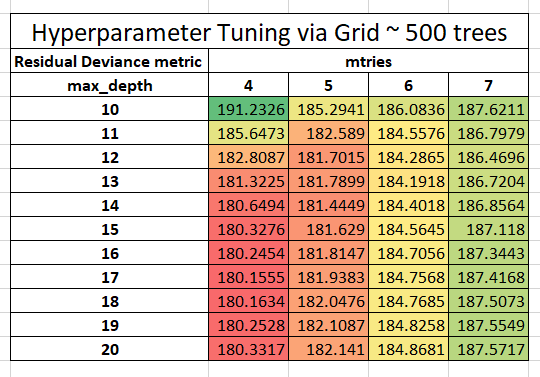 Hyperparameter Tuning via Grid ~ 500 trees
Residual Deviance metric mtries
max_depth 4 5 6 7
10 191.2326 185.2941 186.0836 187.6211
11 185.6473 182.589 184.5576 186.7979
12 182.8087 181.7015 184.2865 186.4696
13 181.3225 181.7899 184.1918 186.7204
14 180.6494 181.4449 184.4018 186.8564
15 180.3276 181.629 184.5645 187.118
16 180.2454 181.8147 184.7056 187.3443
17 180.1555 181.9383 184.7568 187.4168
18 180.1634 182.0476 184.7685 187.5073
19 180.2528 182.1087 184.8258 187.5549
20 180.3317 182.141 184.8681 187.5717